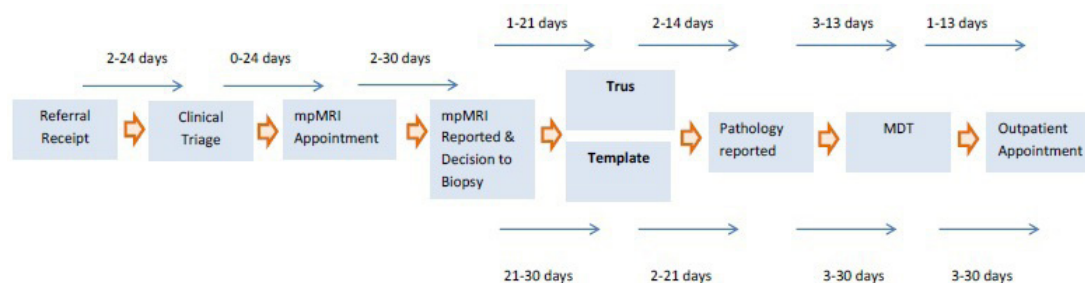 1-21 days
2-14 days
3-13 days
1-13 days
2-24 days
0-24 days
2-30 days
Referral
Receipt
Clinical
Triage
mpMRI
Appointment
mpMRI
Reported &
Decision to
Biopsy
Trus
Template
Pathology
reported
MDT
Outpatient
Appointment
21-30 days
2-21 days
3-30 days
3-30 days